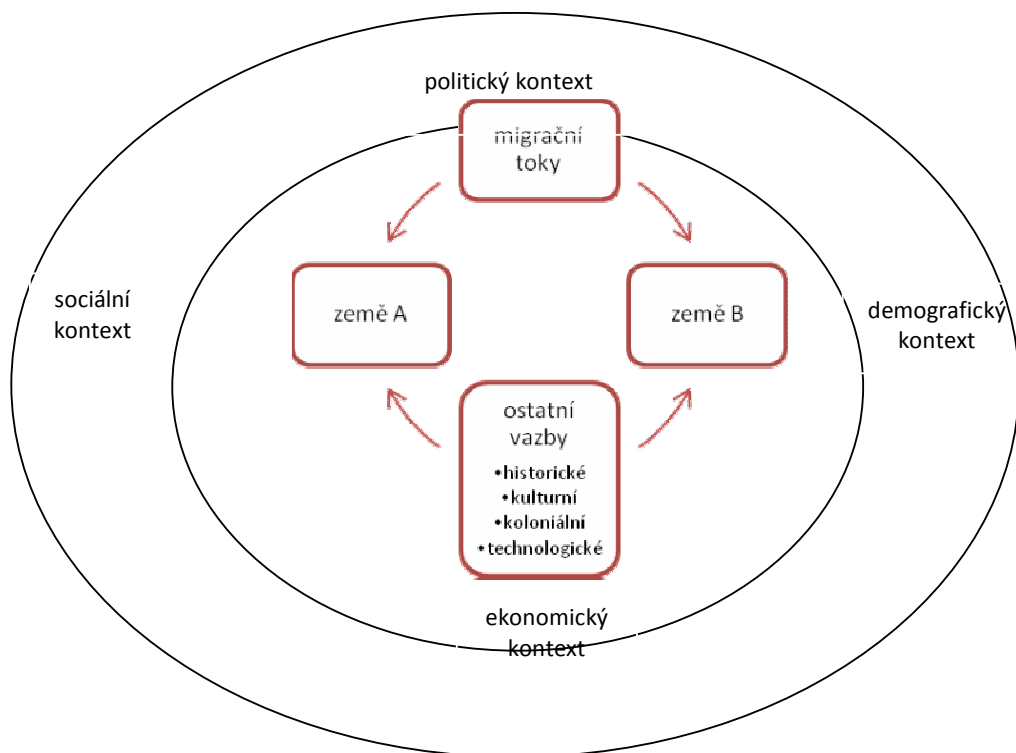 politický kontext
migrační
toky
sociální
kontext
země A
země B
demografický
kontext
ostatní
vazby
•historické
•kulturní
•koloniální
•technologické
ekonomický
kontext